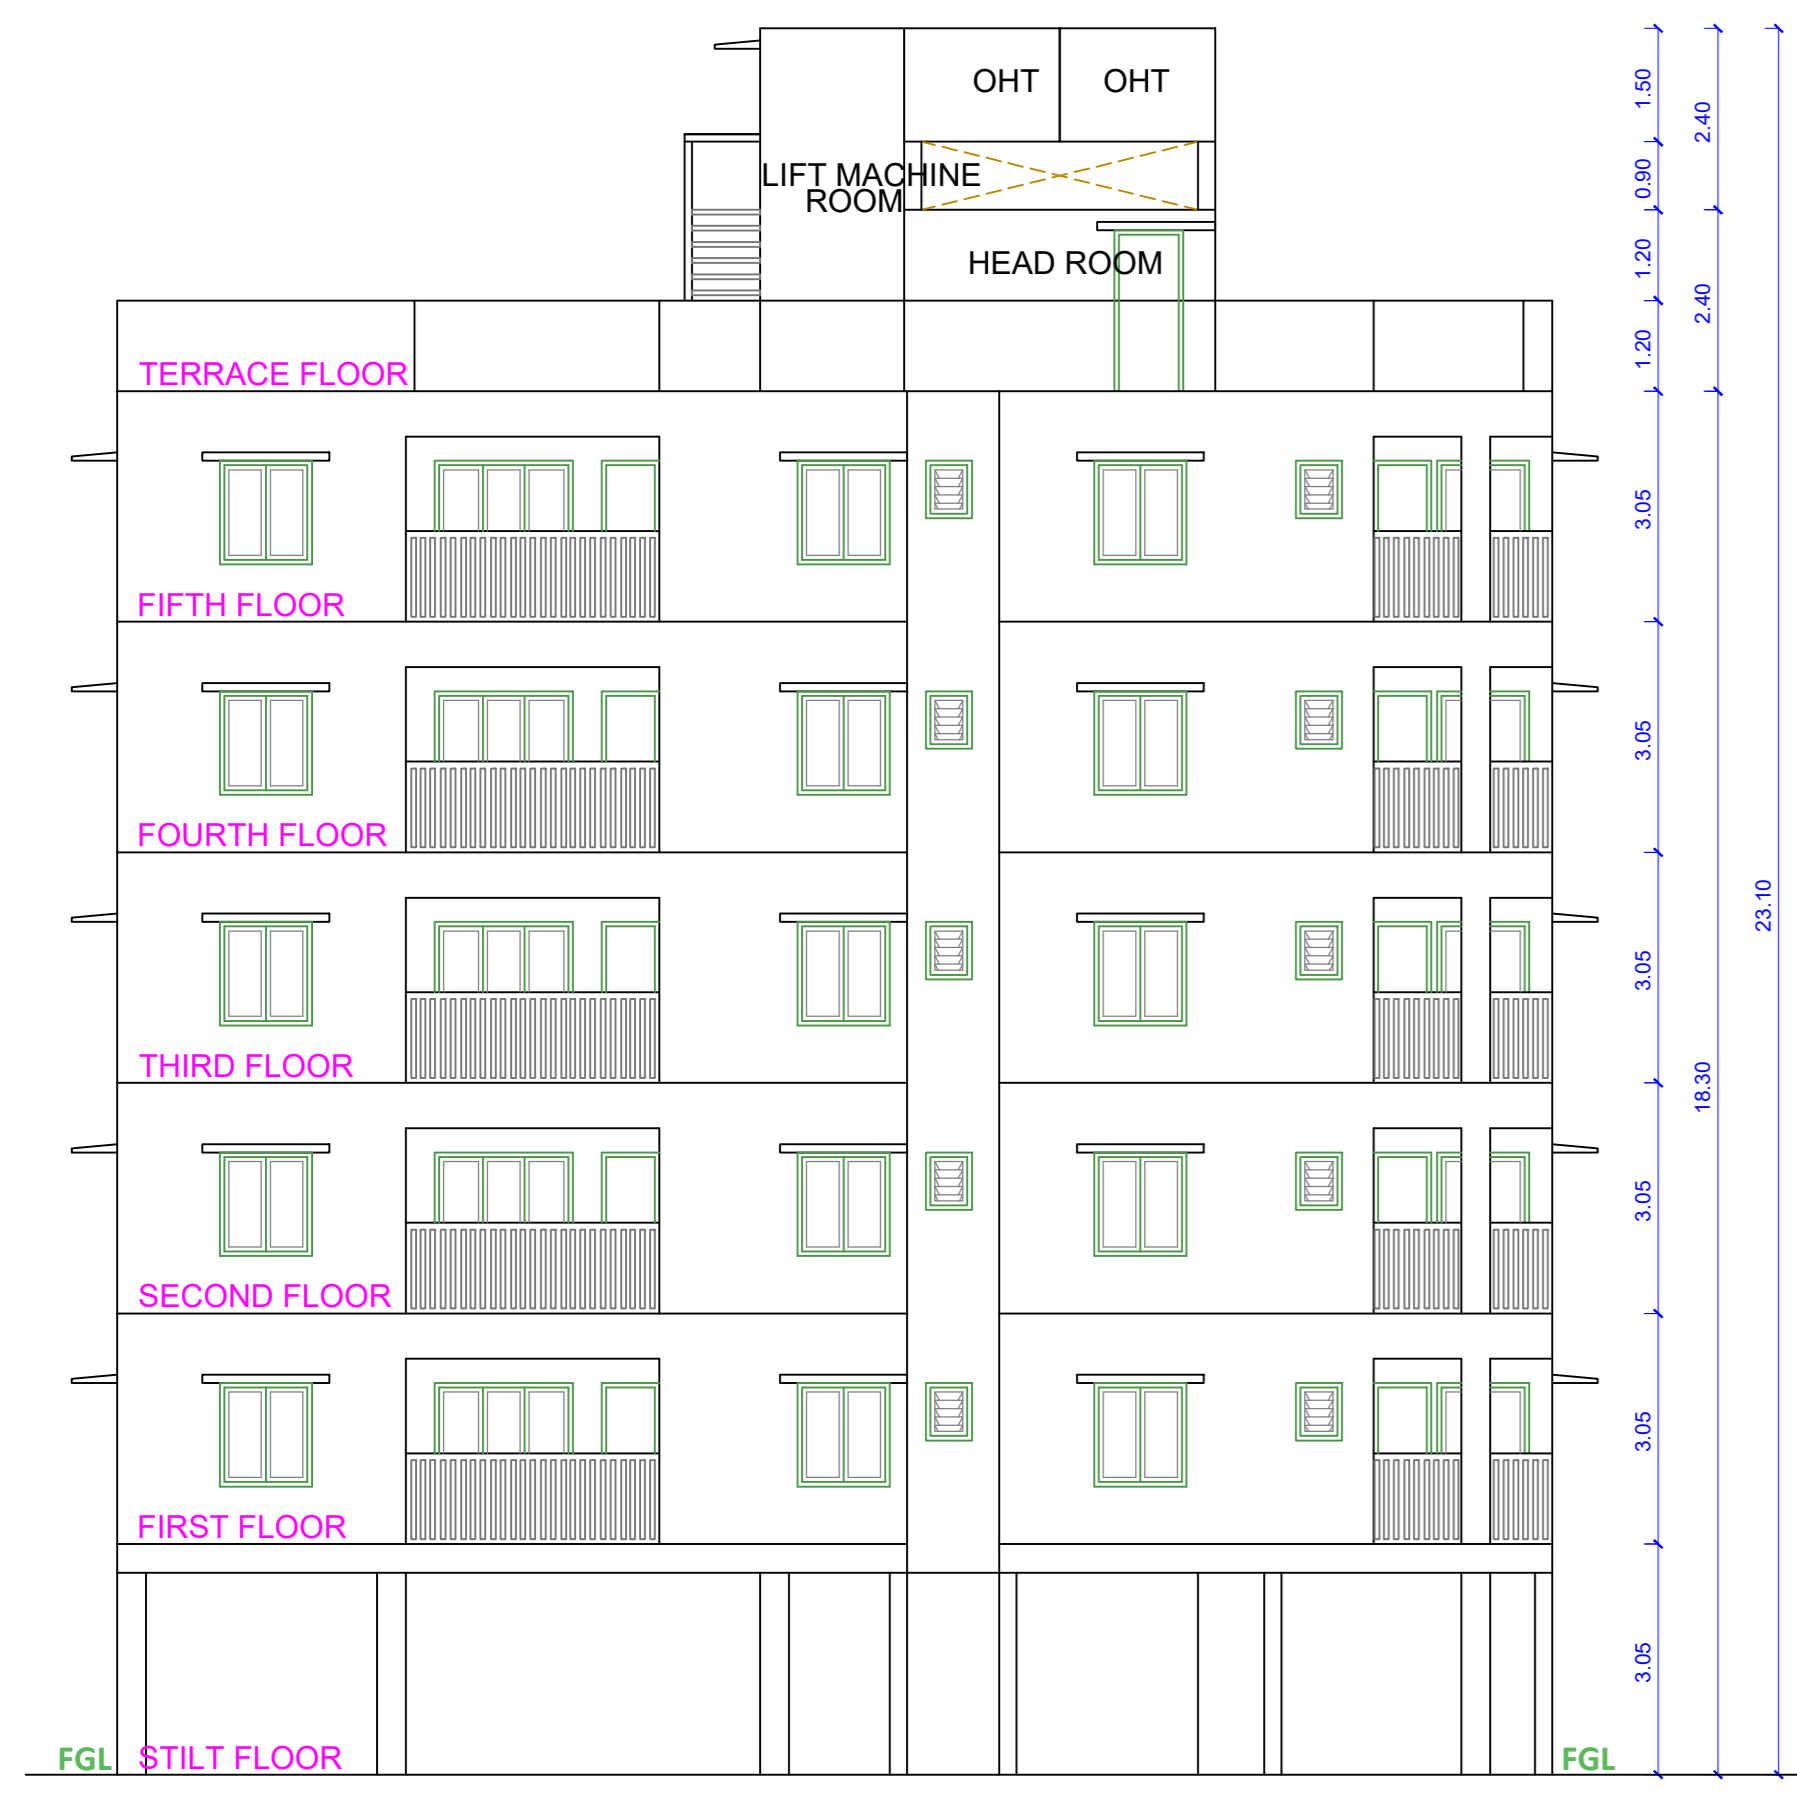 OHT OHT
LIFT MACHINE
ROOM
HEAD ROOM
TERRACE FLOOR
FIFTH FLOOR
FOURTH FLOOR
THIRD FLOOR
SECOND FLOOR
FIRST FLOOR
FGL STILT FLOOR FGL
1.50
0.90
1.20
1.20
3.05
3.05
3.05
3.05
3.05
3.05
2.40
2.40
18.30
23.10